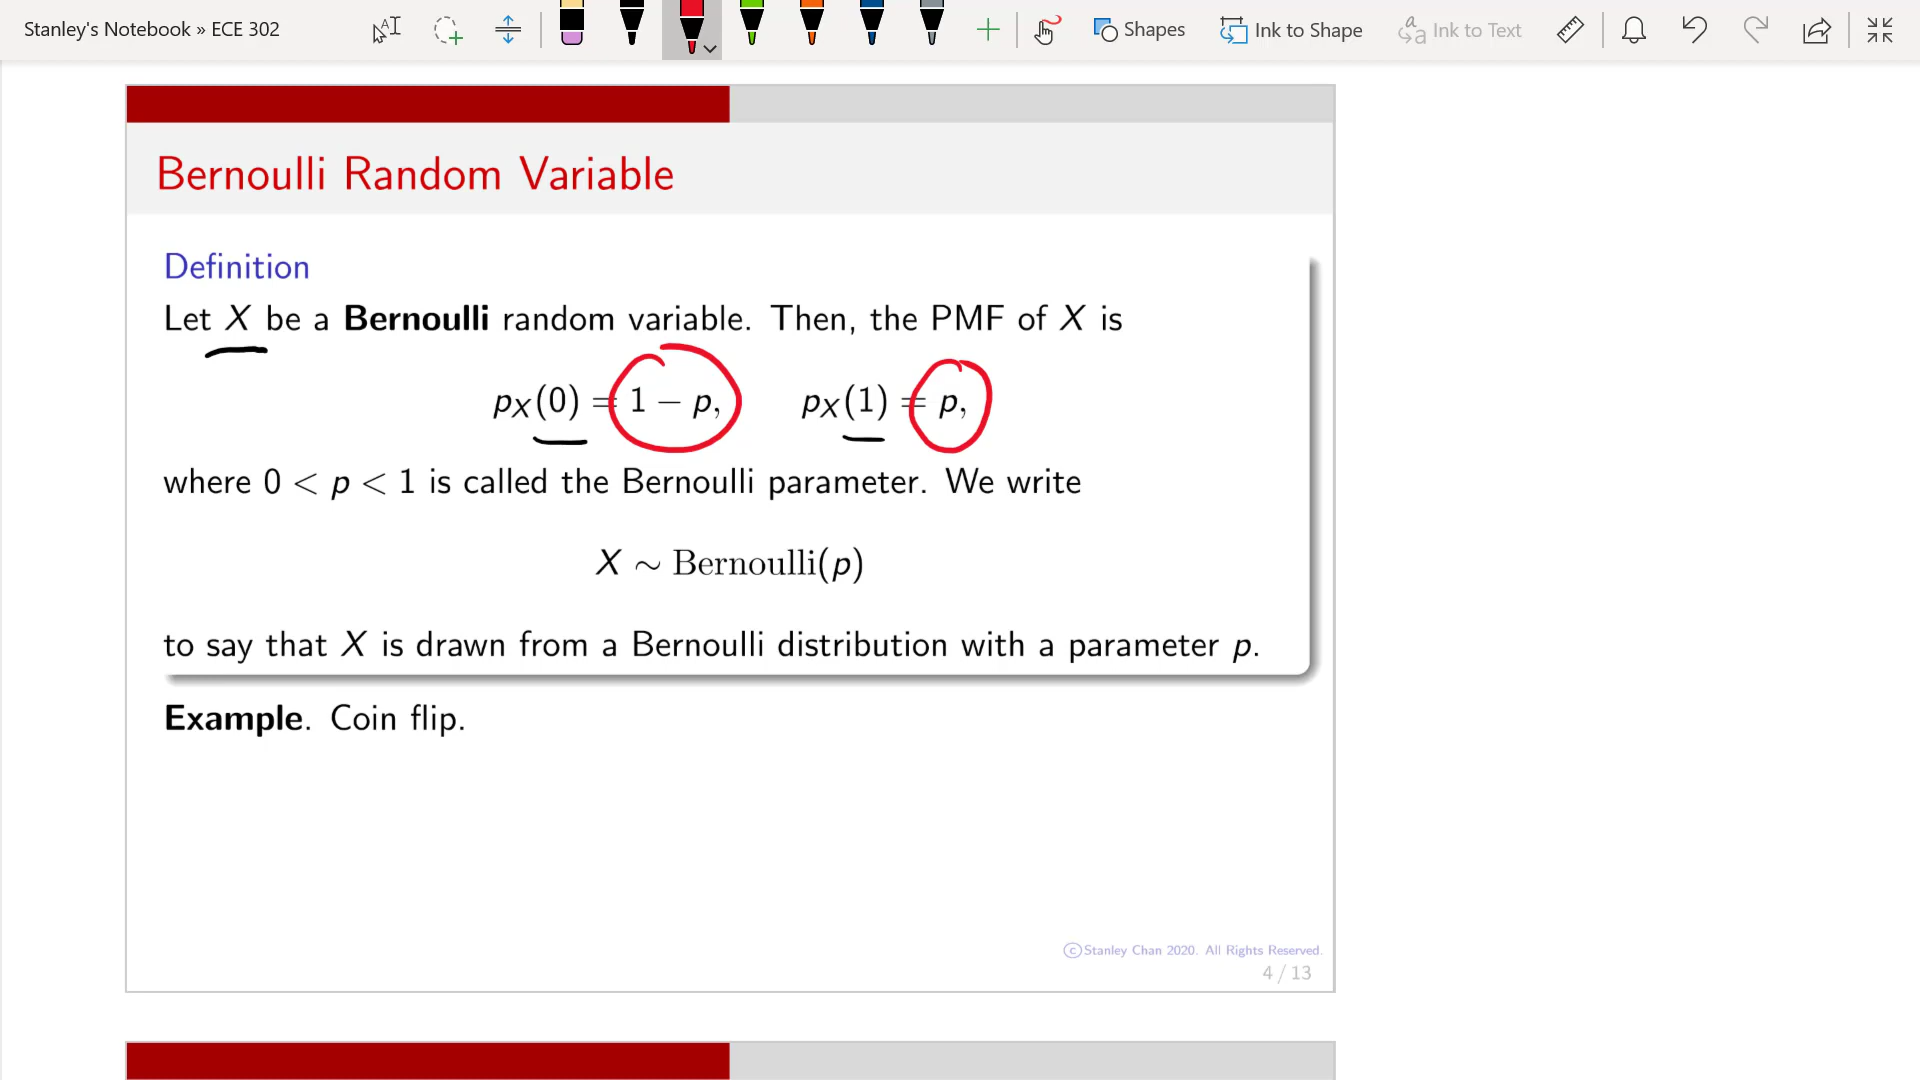 Stanley's Notebook » ECE 302
Shapes
Ink to Shape
Ink to Text
Bernoulli Random Variable
Definition
Let X be a Bernoulli random variable. Then, the PMF of X is
pX(0) = 1 − p, pX(1) = p,
where 0 < p < 1 is called the Bernoulli parameter. We write
X ∼ Bernoulli(p)
to say that X is drawn from a Bernoulli distribution with a parameter p.
Example. Coin flip.
©Stanley Chan 2020. All Rights Reserved.
4 / 13